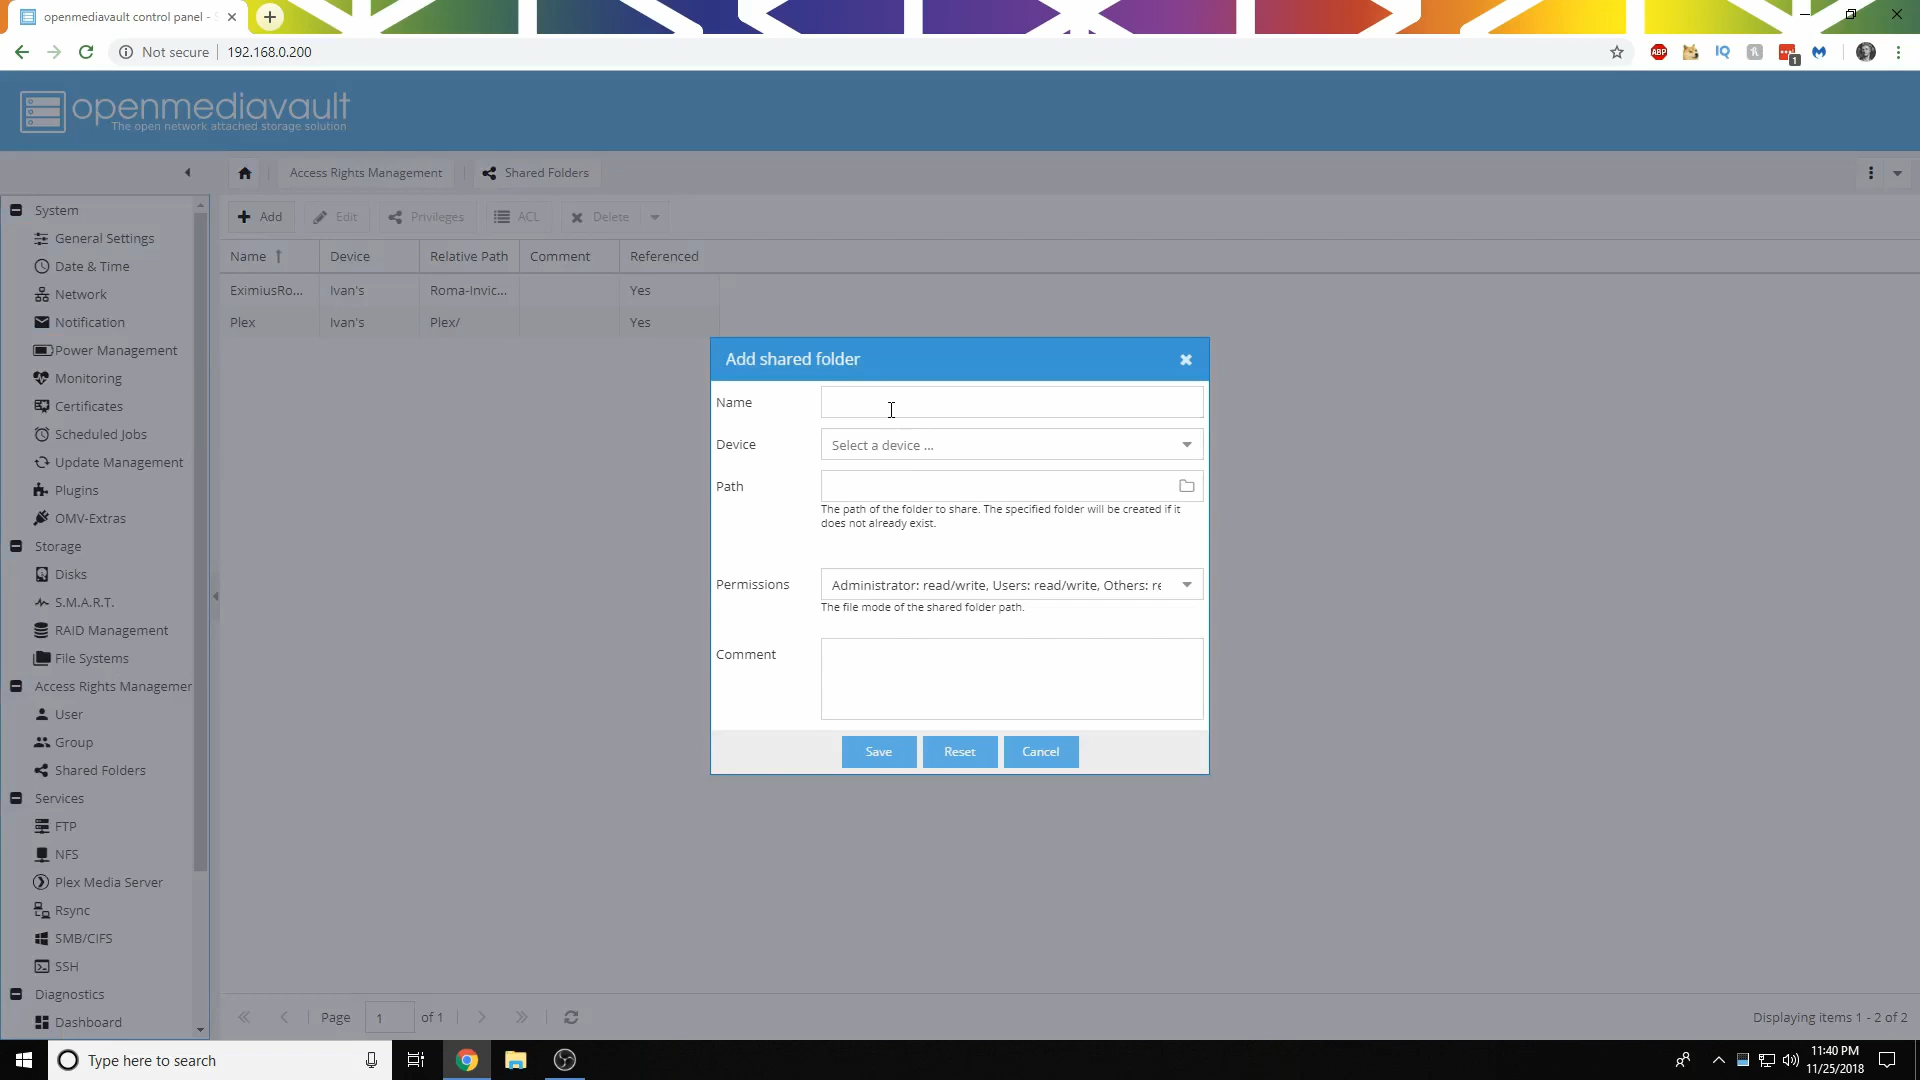 openmediavault control panel - S
Not secure
192.168.0.200
ABP
IQ
1
openmediavault
The open network attached storage solution
Access Rights Management
Shared Folders
System
General Settings
Date & Time
Network
Notification
Power Management
Monitoring
Certificates
Scheduled Jobs
Update Management
Plugins
OMV-Extras
Storage
Disks
S.M.A.R.T.
RAID Management
File Systems
Access Rights Managemen
User
Group
Shared Folders
Services
FTP
NFS
Plex Media Server
Rsync
SMB/CIFS
SSH
Diagnostics
Dashboard
Add Edit Privileges ACL Delete
Name Device Relative Path Comment Referenced
EximiusRo... Ivan's Roma-Invic... Yes
Plex Ivan's Plex/ Yes
Add shared folder
Name
Device Select a device ...
Path
The path of the folder to share. The specified folder will be created if it
does not already exist.
Permissions Administrator: read/write, Users: read/write, Others: re
The file mode of the shared folder path.
Comment
Save Reset Cancel
Page 1 of 1
Displaying items 1 - 2 of 2
Type here to search
11:40 PM
11/25/2018